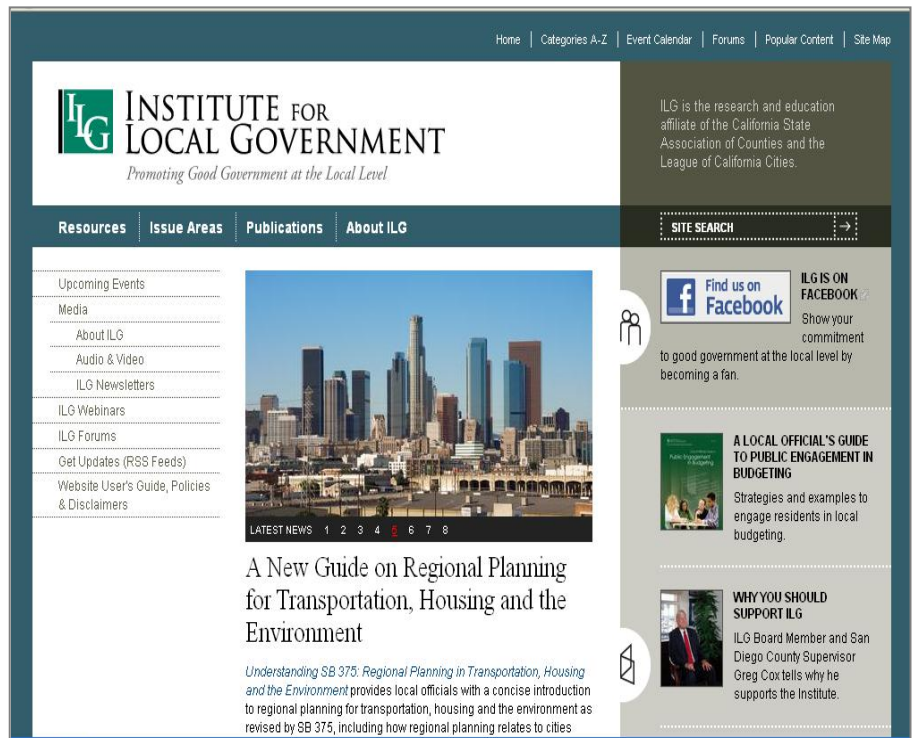 Home | Categories A-Z | Event Calendar | Forums | Popular Content | Site Map
ILG
INSTITUTE FOR
LOCAL GOVERNMENT
Promoting Good Government at the Local Level
ILG is the research and education
affiliate of the California State
Association of Counties and the
League of California Cities.
Resources Issue Areas Publications About ILG
SITE SEARCH →
Upcoming Events
Media
About ILG
Audio & Video
ILG Newsletters
ILG Webinars
ILG Forums
Get Updates (RSS Feeds)
Website User's Guide, Policies
& Disclaimers
LATEST NEWS 1 2 3 4 5 6 7 8
A New Guide on Regional Planning
for Transportation, Housing and the
Environment
Understanding SB 375: Regional Planning in Transportation, Housing
and the Environment provides local officials with a concise introduction
to regional planning for transportation, housing and the environment as
revised by SB 375, including how regional planning relates to cities
f Find us on
Facebook
ILG IS ON
FACEBOOK
Show your
commitment
to good government at the local level by
becoming a fan.
Public Engagement
in Budgeting
A LOCAL OFFICIAL'S GUIDE
TO PUBLIC ENGAGEMENT IN
BUDGETING
Strategies and examples to
engage residents in local
budgeting.
WHY YOU SHOULD
SUPPORT ILG
ILG Board Member and San
Diego County Supervisor
Greg Cox tells why he
supports the Institute.